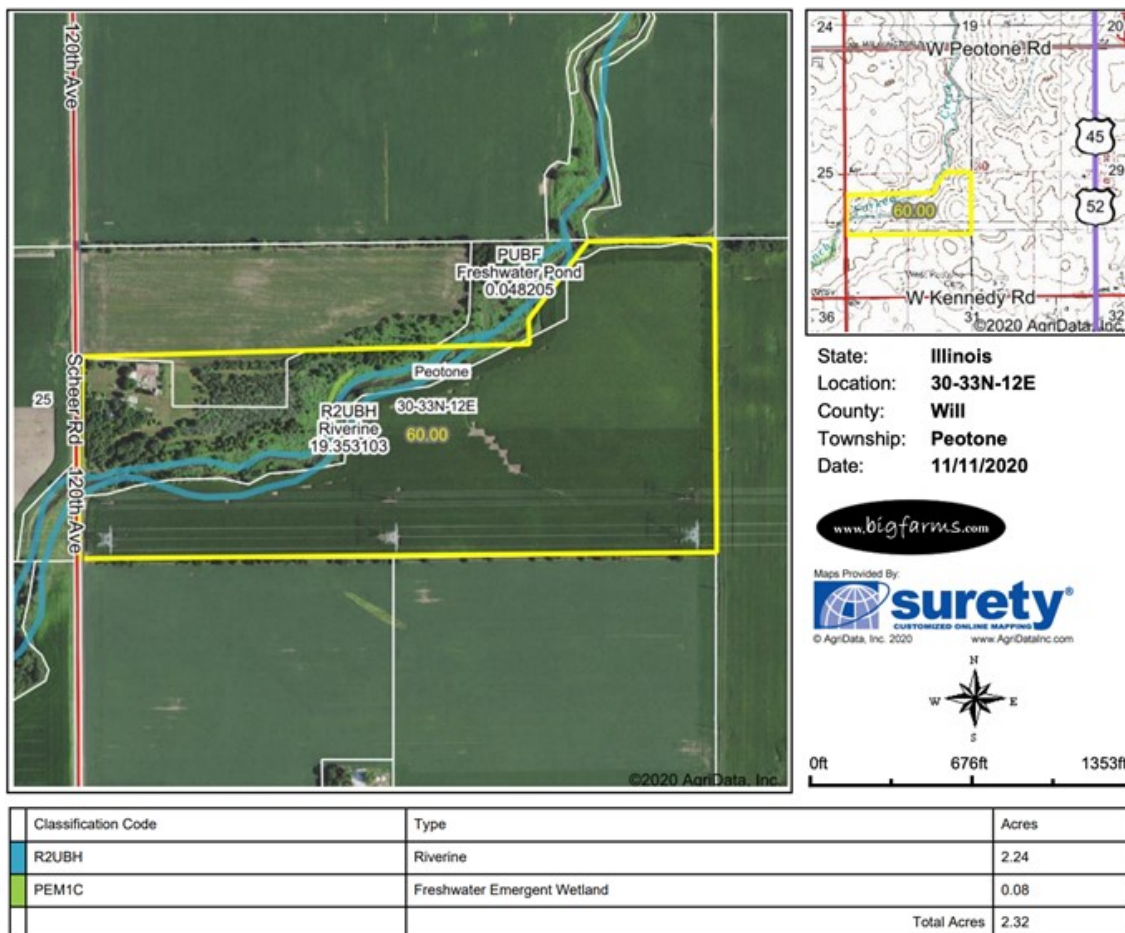 120th Ave
PUBF
Freshwater Pond
0.048205
Scheer Rd
25
Peotone
R2UBH
Riverine
19.353103
30-33N-12E
60.00
120th Ave
©2020 AgriData, Inc.
24
19
20
W Peotone Rd
Creek
45
25
30
29
52
60.00
W Kennedy Rd
36
31
32
©2020 AgriData, Inc.
State: Illinois
Location: 30-33N-12E
County: Will
Township: Peotone
Date: 11/11/2020
www.bigfarms.com
Maps Provided By:
surety®
CUSTOMIZED ONLINE MAPPING
© AgriData, Inc. 2020 www.AgriDataInc.com
N
W E
S
0ft 676ft 1353ft
Classification Code Type Acres
R2UBH Riverine 2.24
PEM1C Freshwater Emergent Wetland 0.08
Total Acres 2.32